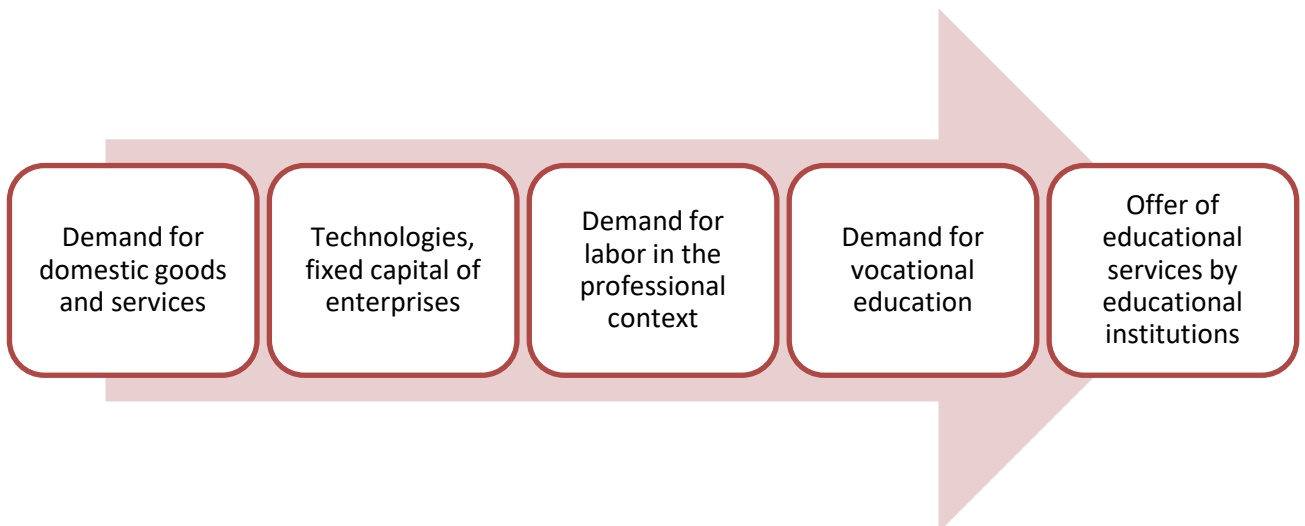 Demand for
domestic goods
and services
Technologies,
fixed capital of
enterprises
Demand for
labor in the
professional
context
Demand for
vocational
education
Offer of
educational
services by
educational
institutions